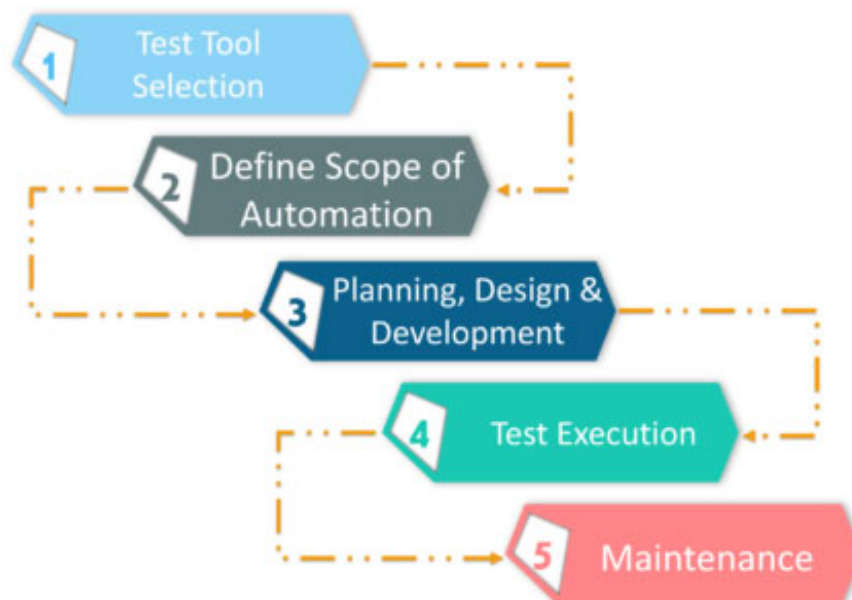 1
Test Tool
Selection
2
Define Scope of
Automation
3
Planning, Design &
Development
4
Test Execution
5
Maintenance